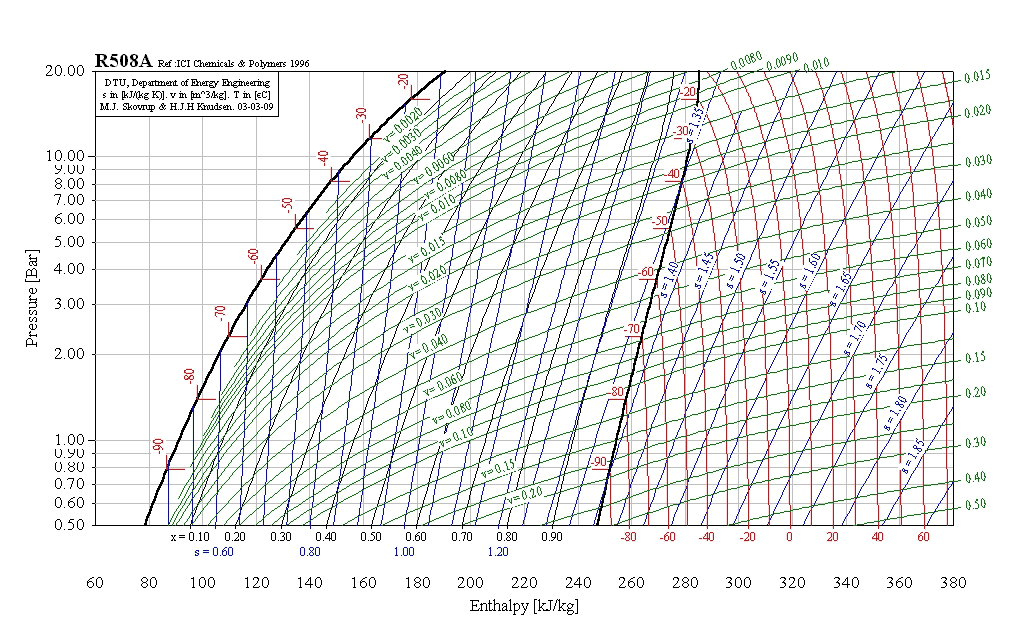 R508A Ref :ICI Chemicals & Polymers 1996
DTU, Department of Energy Engineering
s in [kJ/(kg K)]. v in [m^3/kg]. T in [ºC]
M.J. Skovrup & H.J.H Knudsen. 03-03-09
20.00
10.00
9.00
8.00
7.00
6.00
5.00
4.00
3.00
2.00
1.00
0.90
0.80
0.70
0.60
0.50
Pressure [Bar]
-20
-30
-40
-50
-60
-70
-80
-90
v= 0.0020
v= 0.0030
v= 0.0040
v= 0.0060
v= 0.0080
v= 0.010
v= 0.015
v= 0.020
v= 0.030
v= 0.040
v= 0.060
v= 0.080
v= 0.10
v= 0.15
v= 0.20
-20
-30
-40
-50
-60
-70
-80
-90
s = 1.35
s = 1.40
s = 1.45
s = 1.50
s = 1.55
s = 1.60
s = 1.65
s = 1.70
s = 1.75
s = 1.80
s = 1.85
0.0080
0.0090
0.010
0.015
0.020
0.030
0.040
0.050
0.060
0.070
0.080
0.090
0.10
0.15
0.20
0.30
0.40
0.50
x = 0.10 0.20 0.30 0.40 0.50 0.60 0.70 0.80 0.90
-80 -60 -40 -20 0 20 40 60
s = 0.60 0.80 1.00 1.20
60 80 100 120 140 160 180 200 220 240 260 280 300 320 340 360 380
Enthalpy [kJ/kg]